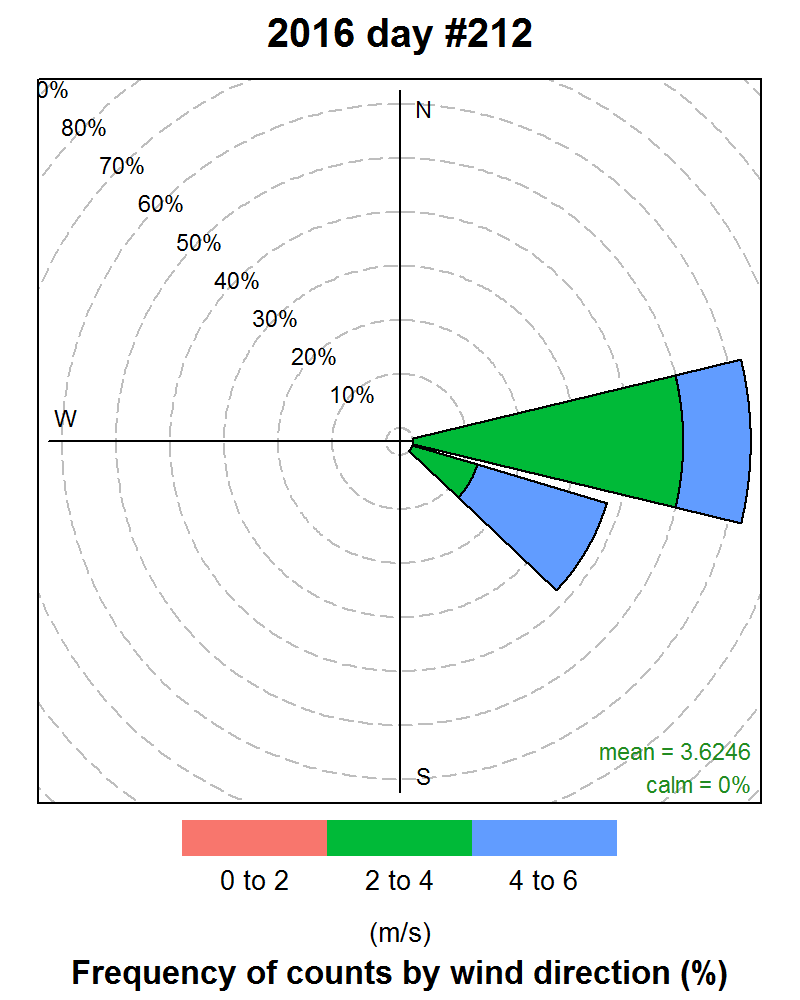 2016 day #212
N
0%
80%
70%
60%
50%
40%
30%
20%
10%
W
S
mean = 3.6246
calm = 0%
0 to 2 2 to 4 4 to 6
(m/s)
Frequency of counts by wind direction (%)